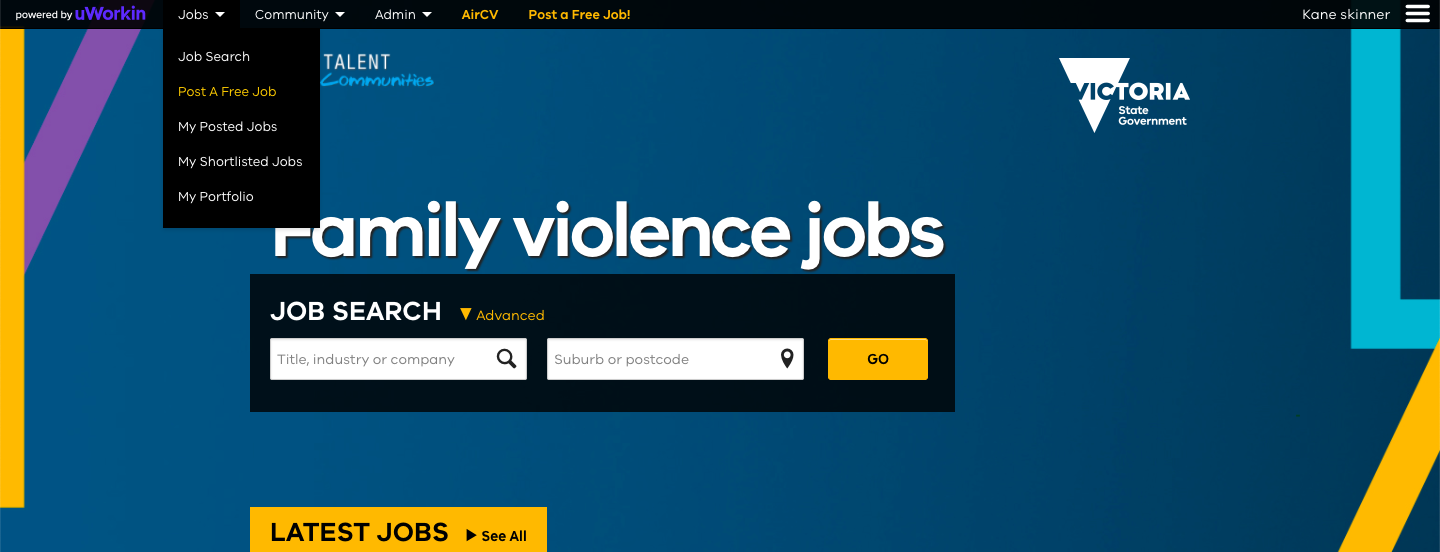 powered by uWorkin
Jobs
Community
Admin
AirCV
Post a Free Job!
Kane skinner
Job Search
Post A Free Job
My Posted Jobs
My Shortlisted Jobs
My Portfolio
TALENT
Communities
VICTORIA
State
Government
Family violence jobs
JOB SEARCH
Advanced
Title, industry or company
Suburb or postcode
GO
LATEST JOBS
See All